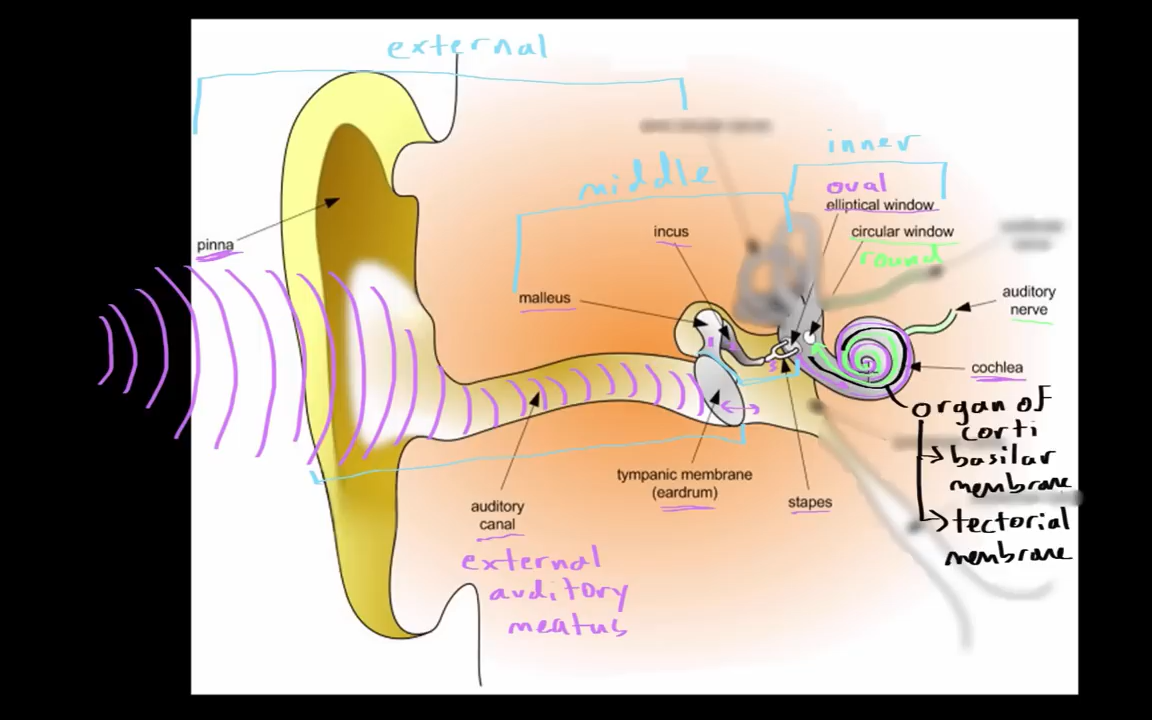 external
inner
middle
oval
elliptical window
incus
circular window
round
pinna
malleus
auditory
nerve
cochlea
organ of
corti
basilar
membrane
tectorial
membrane
tympanic membrane
(eardrum)
stapes
auditory
canal
external
auditory
meatus